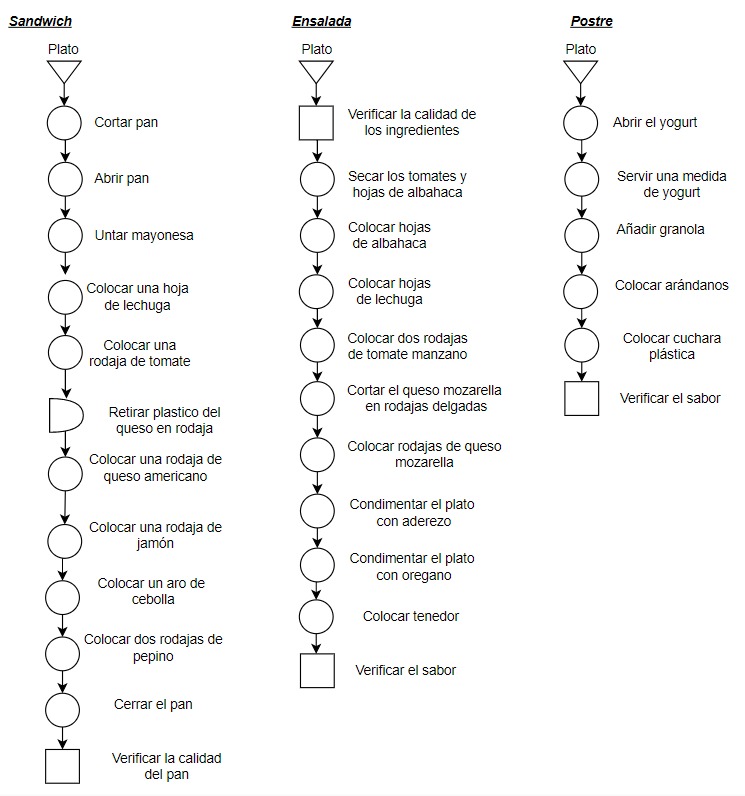 Sandwich
Plato
Cortar pan
Abrir pan
Untar mayonesa
Colocar una hoja
de lechuga
Colocar una
rodaja de tomate
Retirar plastico del
queso en rodaja
Colocar una rodaja de
queso americano
Colocar una rodaja de
jamón
Colocar un aro de
cebolla
Colocar dos rodajas de
pepino
Cerrar el pan
Verificar la calidad
del pan
Ensalada
Plato
Verificar la calidad de
los ingredientes
Secar los tomates y
hojas de albahaca
Colocar hojas
de albahaca
Colocar hojas
de lechuga
Colocar dos rodajas
de tomate manzano
Cortar el queso mozarella
en rodajas delgadas
Colocar rodajas de queso
mozarella
Condimentar el plato
con aderezo
Condimentar el plato
con oregano
Colocar tenedor
Verificar el sabor
Postre
Plato
Abrir el yogurt
Servir una medida
de yogurt
Añadir granola
Colocar arándanos
Colocar cuchara
plástica
Verificar el sabor